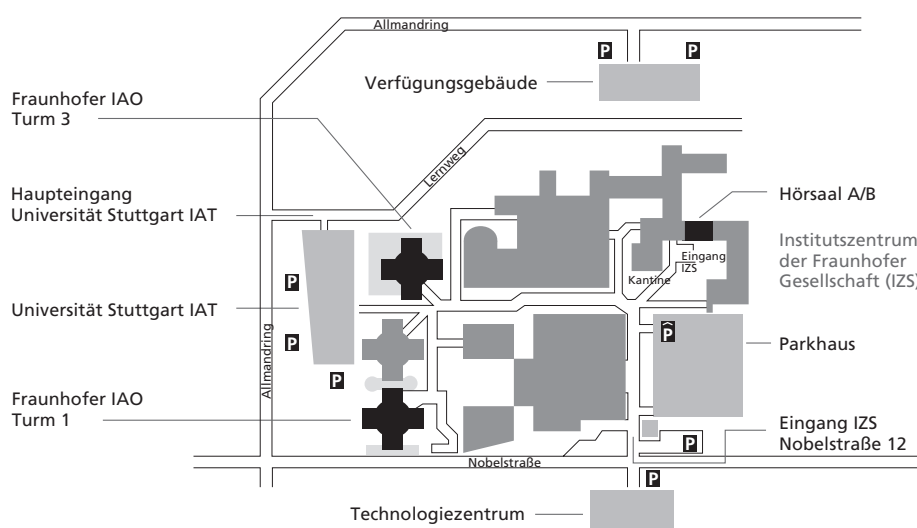 Allmandring
P
P
Verfügungsgebäude
Fraunhofer IAO
Turm 3
Lernweg
Haupteingang
Universität Stuttgart IAT
Hörsaal A/B
Institutszentrum
der Fraunhofer
Gesellschaft (IZS)
Eingang
IZS
Kantine
P
Universität Stuttgart IAT
P
P
Parkhaus
Allmandring
P
Fraunhofer IAO
Turm 1
Eingang IZS
Nobelstraße 12
P
Nobelstraße
P
Technologiezentrum